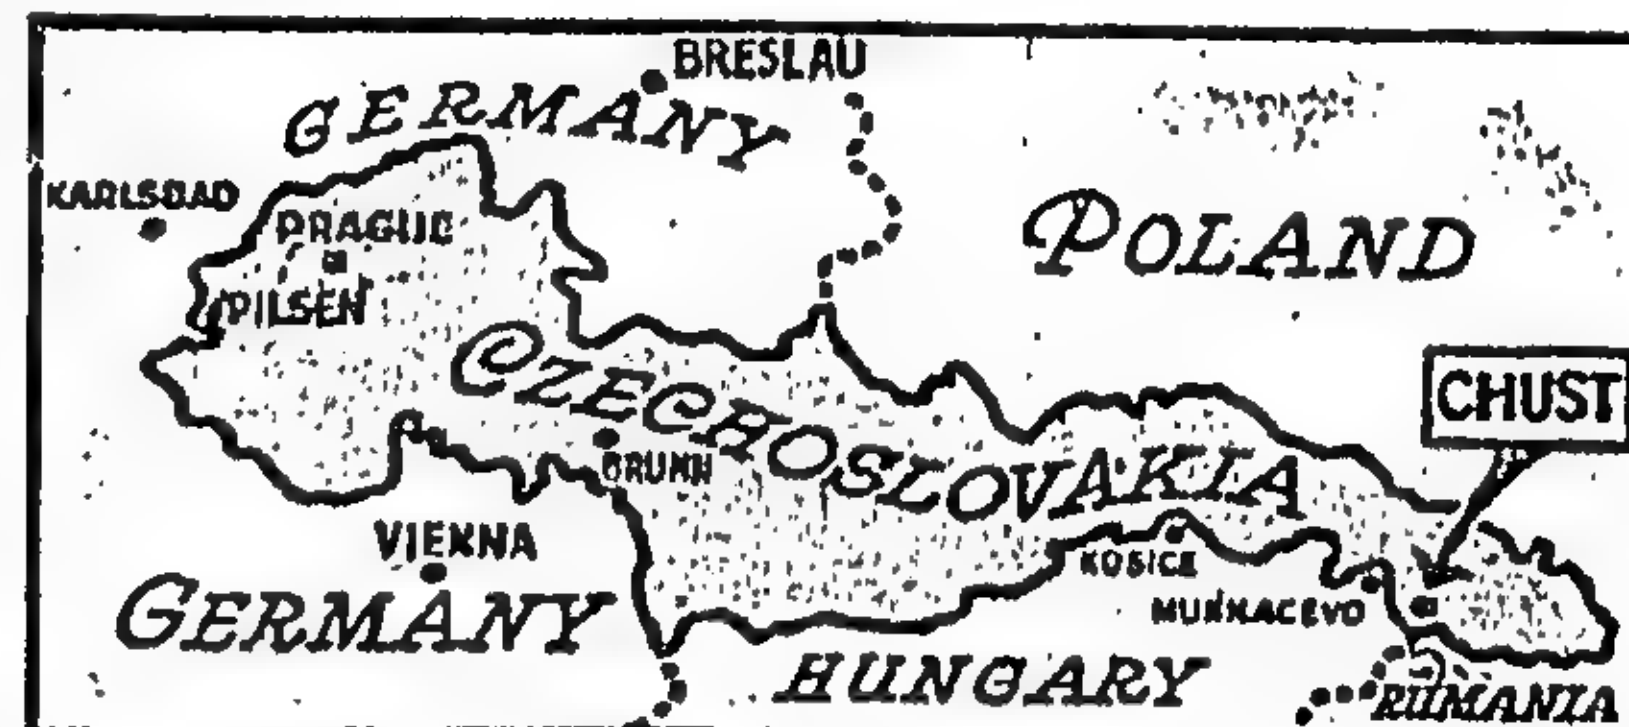 BRESLAU
GERMANY
KARLSBAD
PRAGUE
POLAND
PILSEN
CZECHOSLOVAKIA
CHUST
BRUNN
VIENNA
KOSICE
MUNKACEVO
GERMANY
HUNGARY
RUMANIA